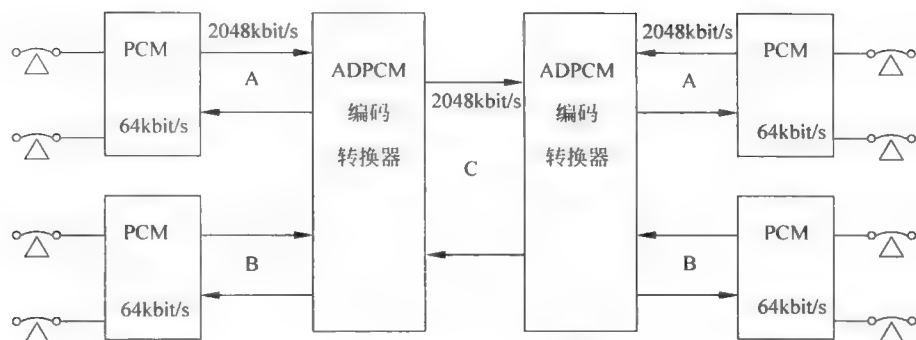 PCM
64kbit/s
2048kbit/s
A
ADPCM
编码
转换器
2048kbit/s
C
ADPCM
编码
转换器
2048kbit/s
A
PCM
64kbit/s
PCM
64kbit/s
B
B
PCM
64kbit/s